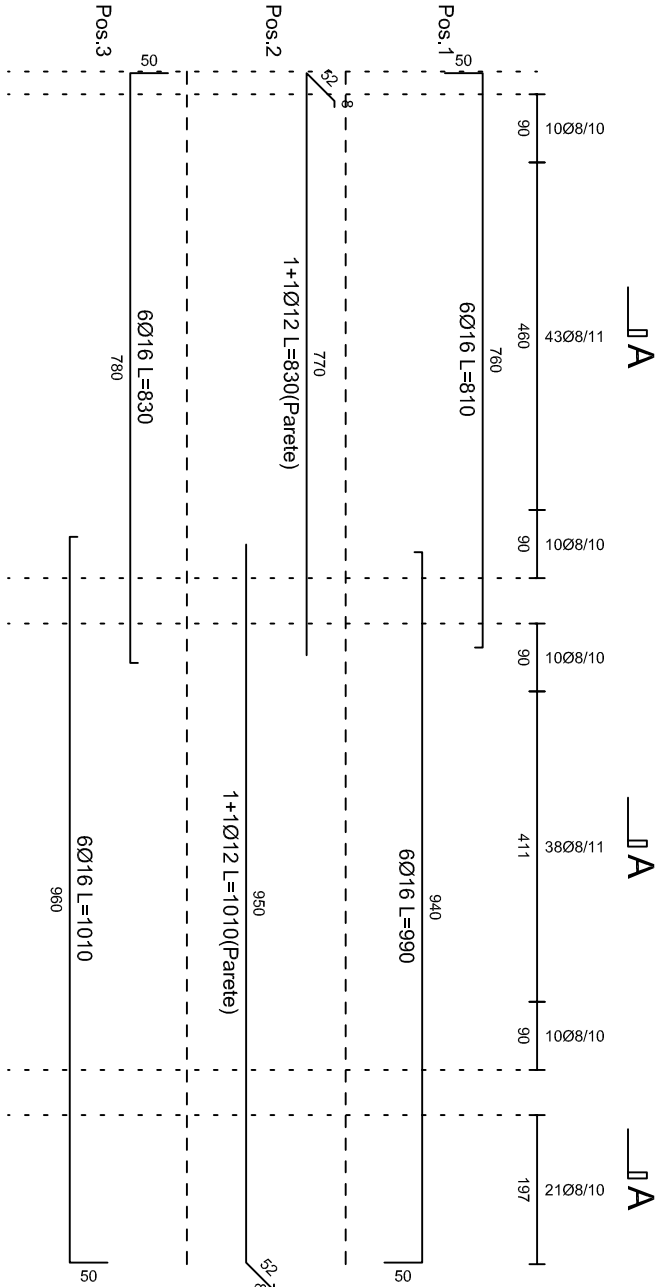 A
A
A
10Ø8/10
43Ø8/11
10Ø8/10
10Ø8/10
38Ø8/11
10Ø8/10
21Ø8/10
90
460
90
90
411
90
197
Pos.1
50
760
6Ø16 L=810
940
6Ø16 L=990
50
Pos.2
52
8
770
1+1Ø12 L=830(Parete)
950
1+1Ø12 L=1010(Parete)
52
Pos.3
50
6Ø16 L=830
780
6Ø16 L=1010
960
50